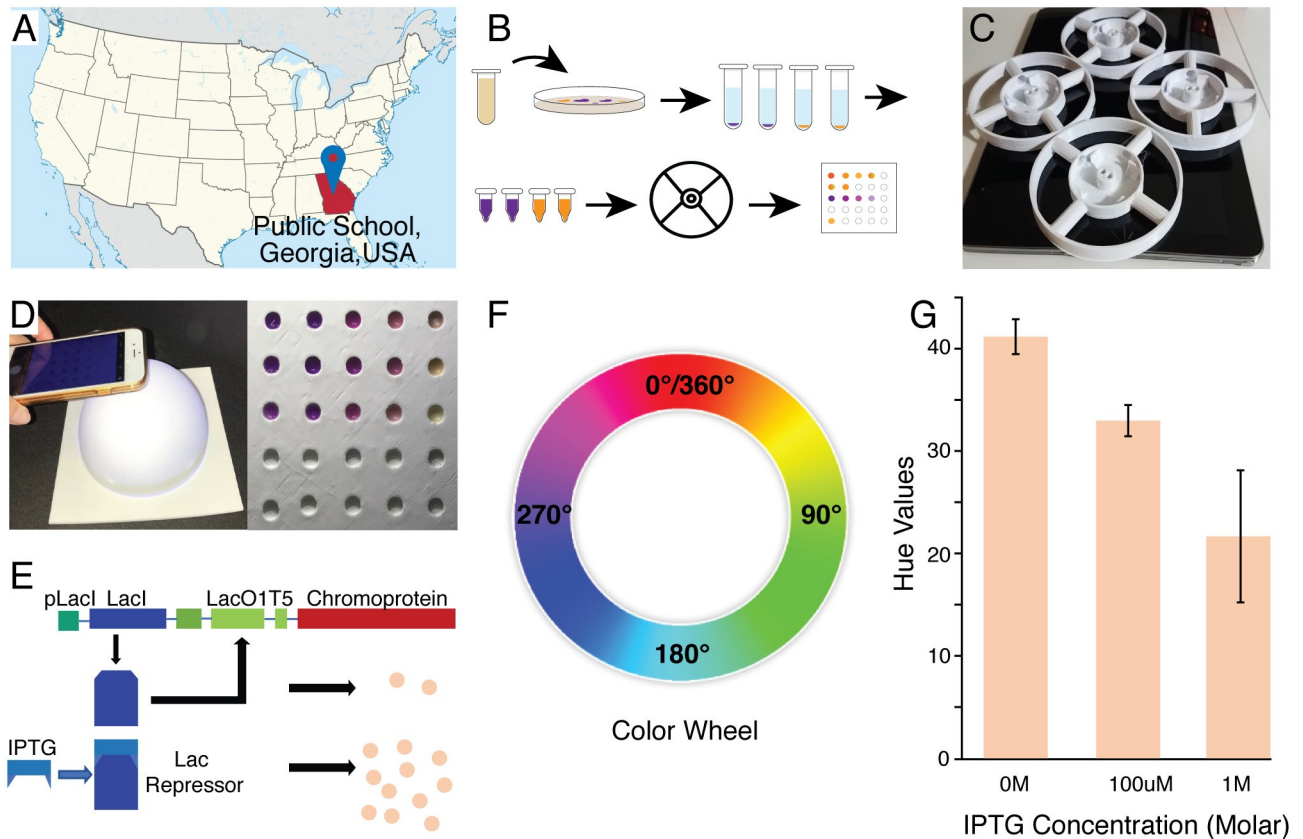 A
Public School,
Georgia,USA
B
C
D
E
pLacI LacI LacO1T5 Chromoprotein
IPTG
Lac
Repressor
F
0°/360°
90°
270°
180°
Color Wheel
G
Hue Values
40
30
20
10
0
0M 100uM 1M
IPTG Concentration (Molar)